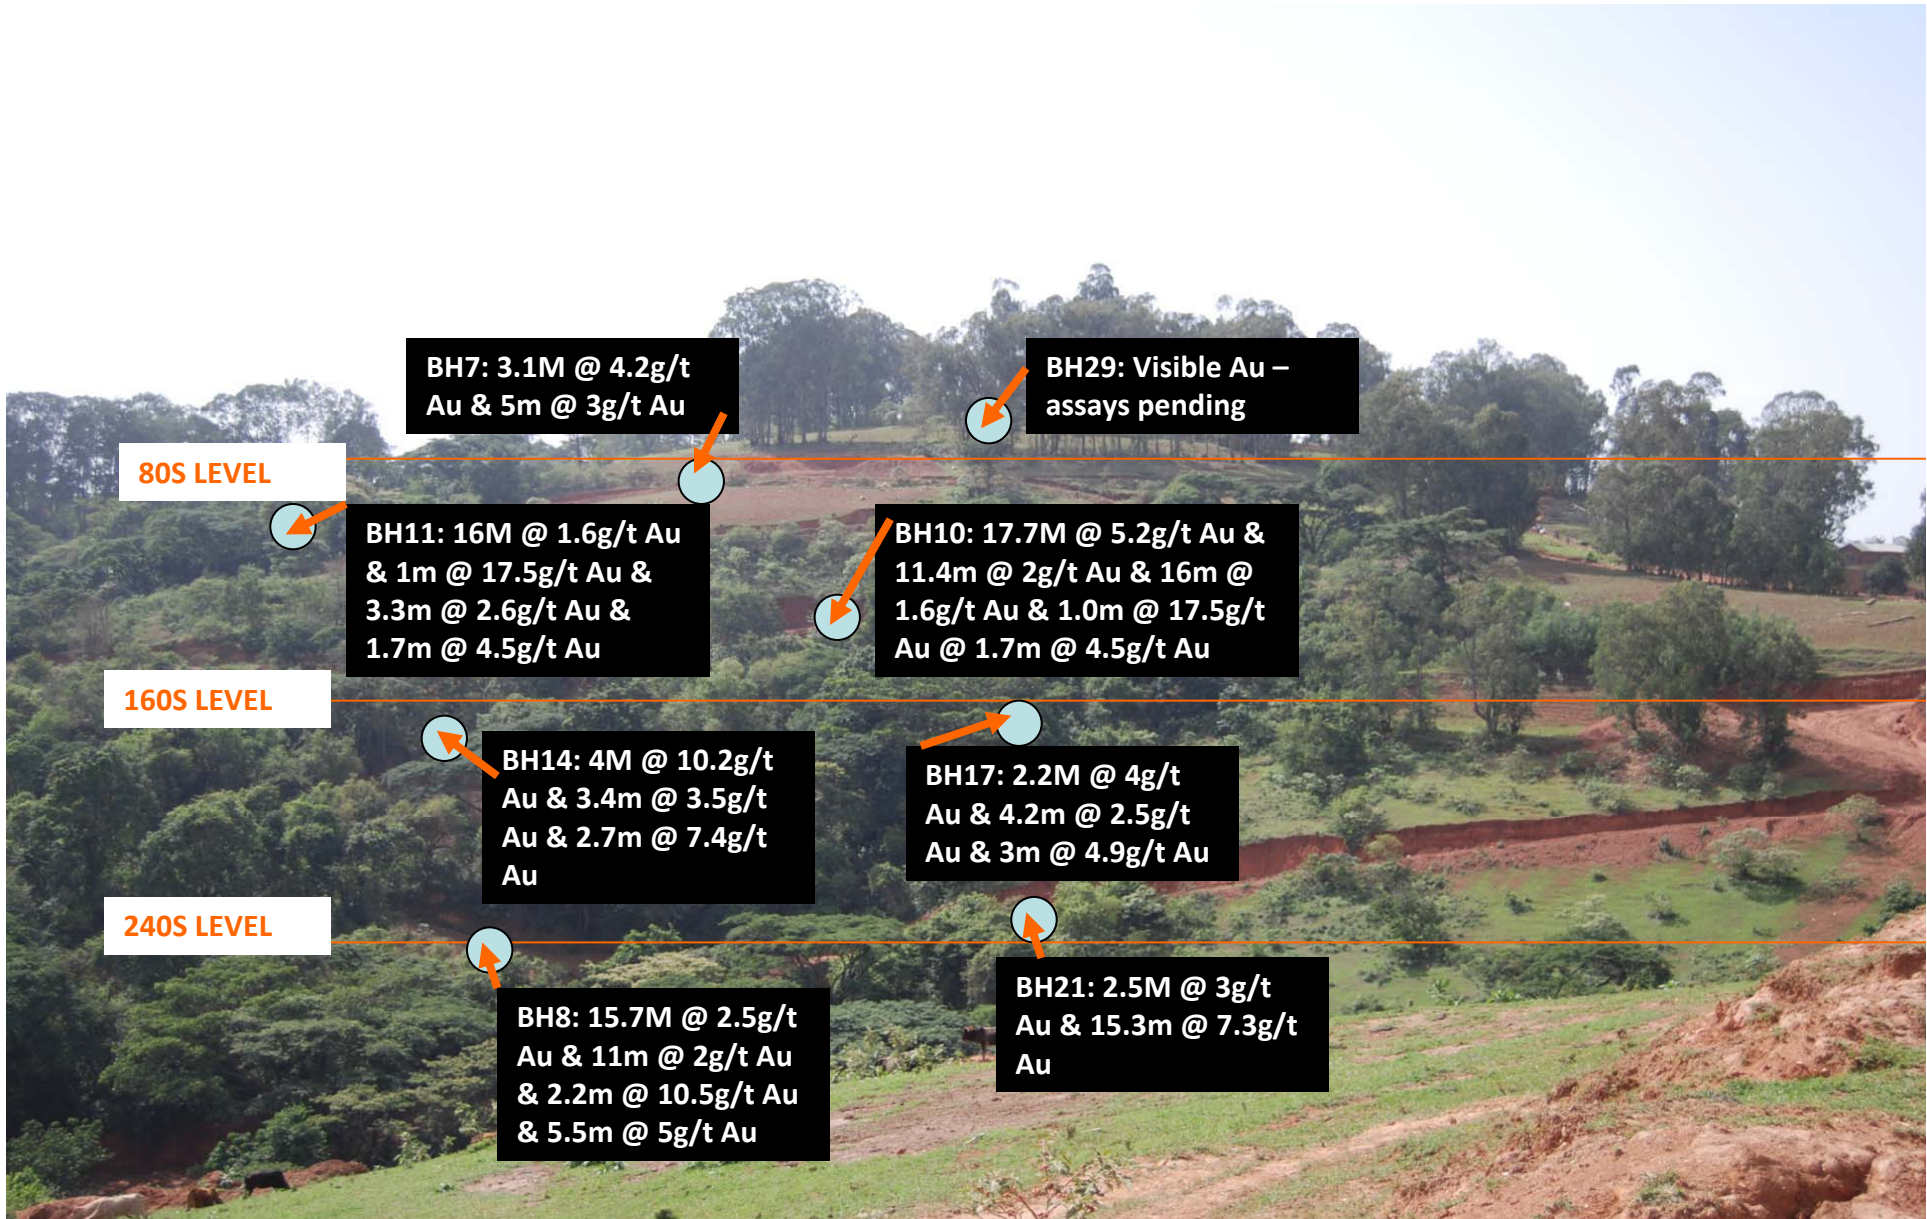 BH7: 3.1M @ 4.2g/t
Au & 5m @ 3g/t Au
BH29: Visible Au –
assays pending
80S LEVEL
BH11: 16M @ 1.6g/t Au
& 1m @ 17.5g/t Au &
3.3m @ 2.6g/t Au &
1.7m @ 4.5g/t Au
BH10: 17.7M @ 5.2g/t Au &
11.4m @ 2g/t Au & 16m @
1.6g/t Au & 1.0m @ 17.5g/t
Au @ 1.7m @ 4.5g/t Au
160S LEVEL
BH14: 4M @ 10.2g/t
Au & 3.4m @ 3.5g/t
Au & 2.7m @ 7.4g/t
Au
BH17: 2.2M @ 4g/t
Au & 4.2m @ 2.5g/t
Au & 3m @ 4.9g/t Au
240S LEVEL
BH8: 15.7M @ 2.5g/t
Au & 11m @ 2g/t Au
& 2.2m @ 10.5g/t Au
& 5.5m @ 5g/t Au
BH21: 2.5M @ 3g/t
Au & 15.3m @ 7.3g/t
Au